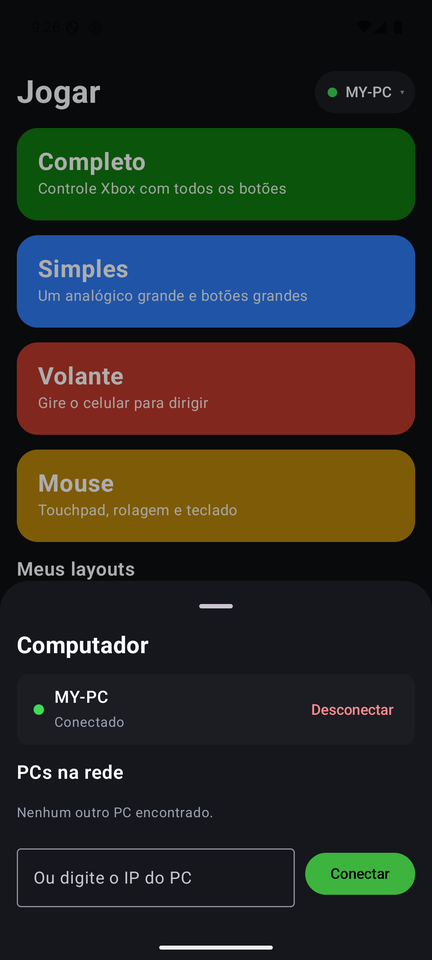 9:26
Jogar
MY-PC
Completo
Controle Xbox com todos os botões
Simples
Um analógico grande e botões grandes
Volante
Gire o celular para dirigir
Mouse
Touchpad, rolagem e teclado
Meus layouts
Computador
MY-PC
Conectado
Desconectar
PCs na rede
Nenhum outro PC encontrado.
Ou digite o IP do PC
Conectar